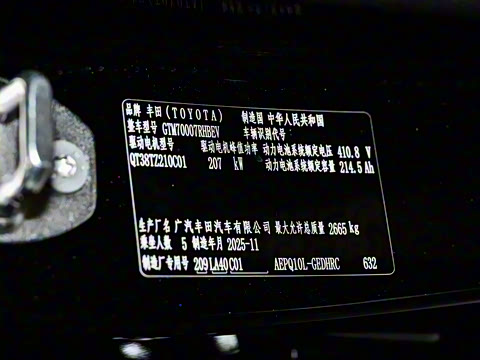 品牌 丰田(TOYOTA) 制造国 中华人民共和国
整车型号 GTM70007RHBEV 车辆识别代号
驱动电机型号 驱动电机峰值功率 动力电池系统额定电压 410.8 V
QT38TZ210C01 207 kW 动力电池系统额定容量 214.5 Ah
生产厂名 广汽丰田汽车有限公司 最大允许总质量 2665 kg
乘坐人数 5 制造年月 2025-11
制造厂专用号 209 LA40 C01 AEPQ10L-GEDHRC 632